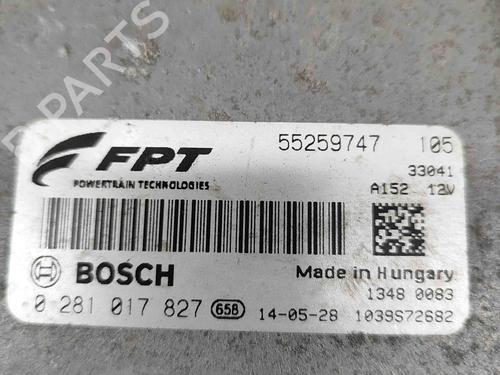 B PARTS
FPT
POWERTRAIN TECHNOLOGIES
55259747 105
33041
A152 12V
BOSCH
Made in Hungary
1348 0083
0 281 017 827 658 14-05-28 1039S72682